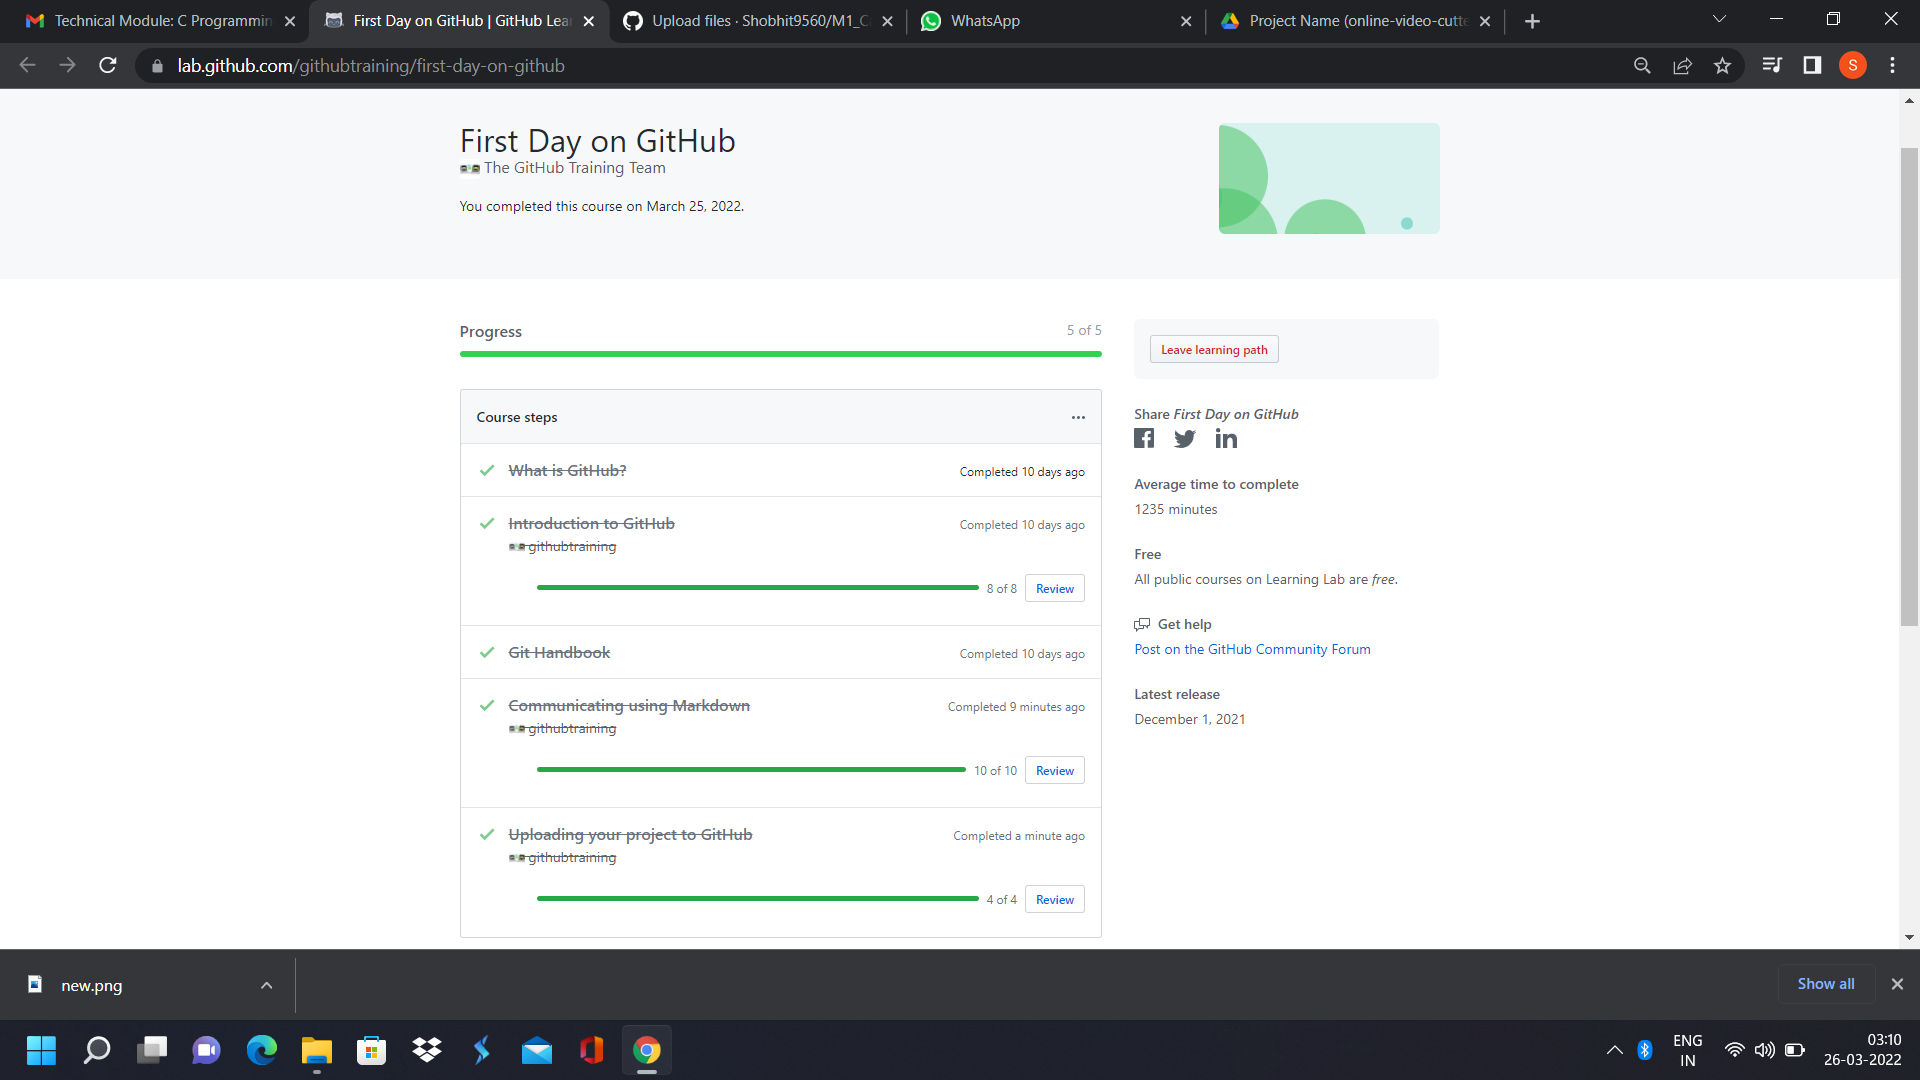 Technical Module: C Programmin
First Day on GitHub | GitHub Lea
Upload files · Shobhit9560/M1_C
WhatsApp
Project Name (online-video-cutte
lab.github.com/githubtraining/first-day-on-github
S
First Day on GitHub
The GitHub Training Team
You completed this course on March 25, 2022.
Progress
5 of 5
Leave learning path
Course steps
What is GitHub?
Completed 10 days ago
Introduction to GitHub
Completed 10 days ago
githubtraining
8 of 8
Review
Git Handbook
Completed 10 days ago
Communicating using Markdown
Completed 9 minutes ago
githubtraining
10 of 10
Review
Uploading your project to GitHub
Completed a minute ago
githubtraining
4 of 4
Review
Share First Day on GitHub
Average time to complete
1235 minutes
Free
All public courses on Learning Lab are free.
Get help
Post on the GitHub Community Forum
Latest release
December 1, 2021
new.png
Show all
ENG
IN
03:10
26-03-2022